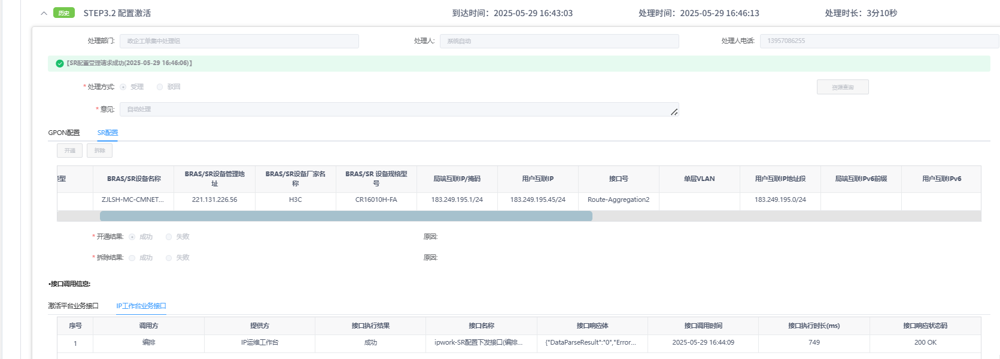 历史 STEP3.2 配置激活 到达时间：2025-05-29 16:43:03 处理时间：2025-05-29 16:46:13 处理时长：3分10秒
处理部门: 政企工单集中处理组 处理人: 系统自动 处理人电话: 13957086255
【SR配置受理请求成功(2025-05-29 16:46:06)】
* 处理方式: 受理 驳回 资源查询
* 意见: 自动处理
GPON配置 SR配置
开通 拆除
类型 BRAS/SR设备名称 BRAS/SR设备管理地址 BRAS/SR设备厂家名称 BRAS/SR 设备规格型号 局端互联IP/掩码 用户互联IP 接口号 单层VLAN 用户互联IP地址段 局端互联IPv6前缀 用户互联IPv6
ZJLSH-MC-CMNET... 221.131.226.56 H3C CR16010H-FA 183.249.195.1/24 183.249.195.45/24 Route-Aggregation2 183.249.195.0/24
* 开通结果: 成功 失败 原因:
* 拆除结果: 成功 失败 原因:
•接口调用信息:
激活平台业务接口 IP工作台业务接口
序号 调用方 提供方 接口执行结果 接口名称 接口响应体 接口调用时间 接口执行时长(ms) 接口响应状态码
1 编排 IP运维工作台 成功 ipwork-SR配置下发接口(编排... {"DataParseResult":"0","Error... 2025-05-29 16:44:09 749 200 OK